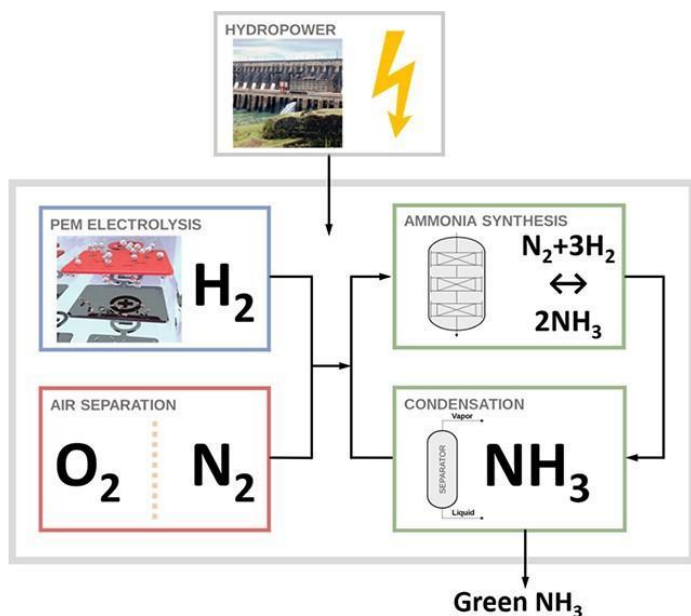 HYDROPOWER
PEM ELECTROLYSIS
H₂
AMMONIA SYNTHESIS
N₂+3H₂
↔
2NH₃
AIR SEPARATION
O₂ N₂
CONDENSATION
Vapor
SEPARATOR
Liquid
NH₃
Green NH₃